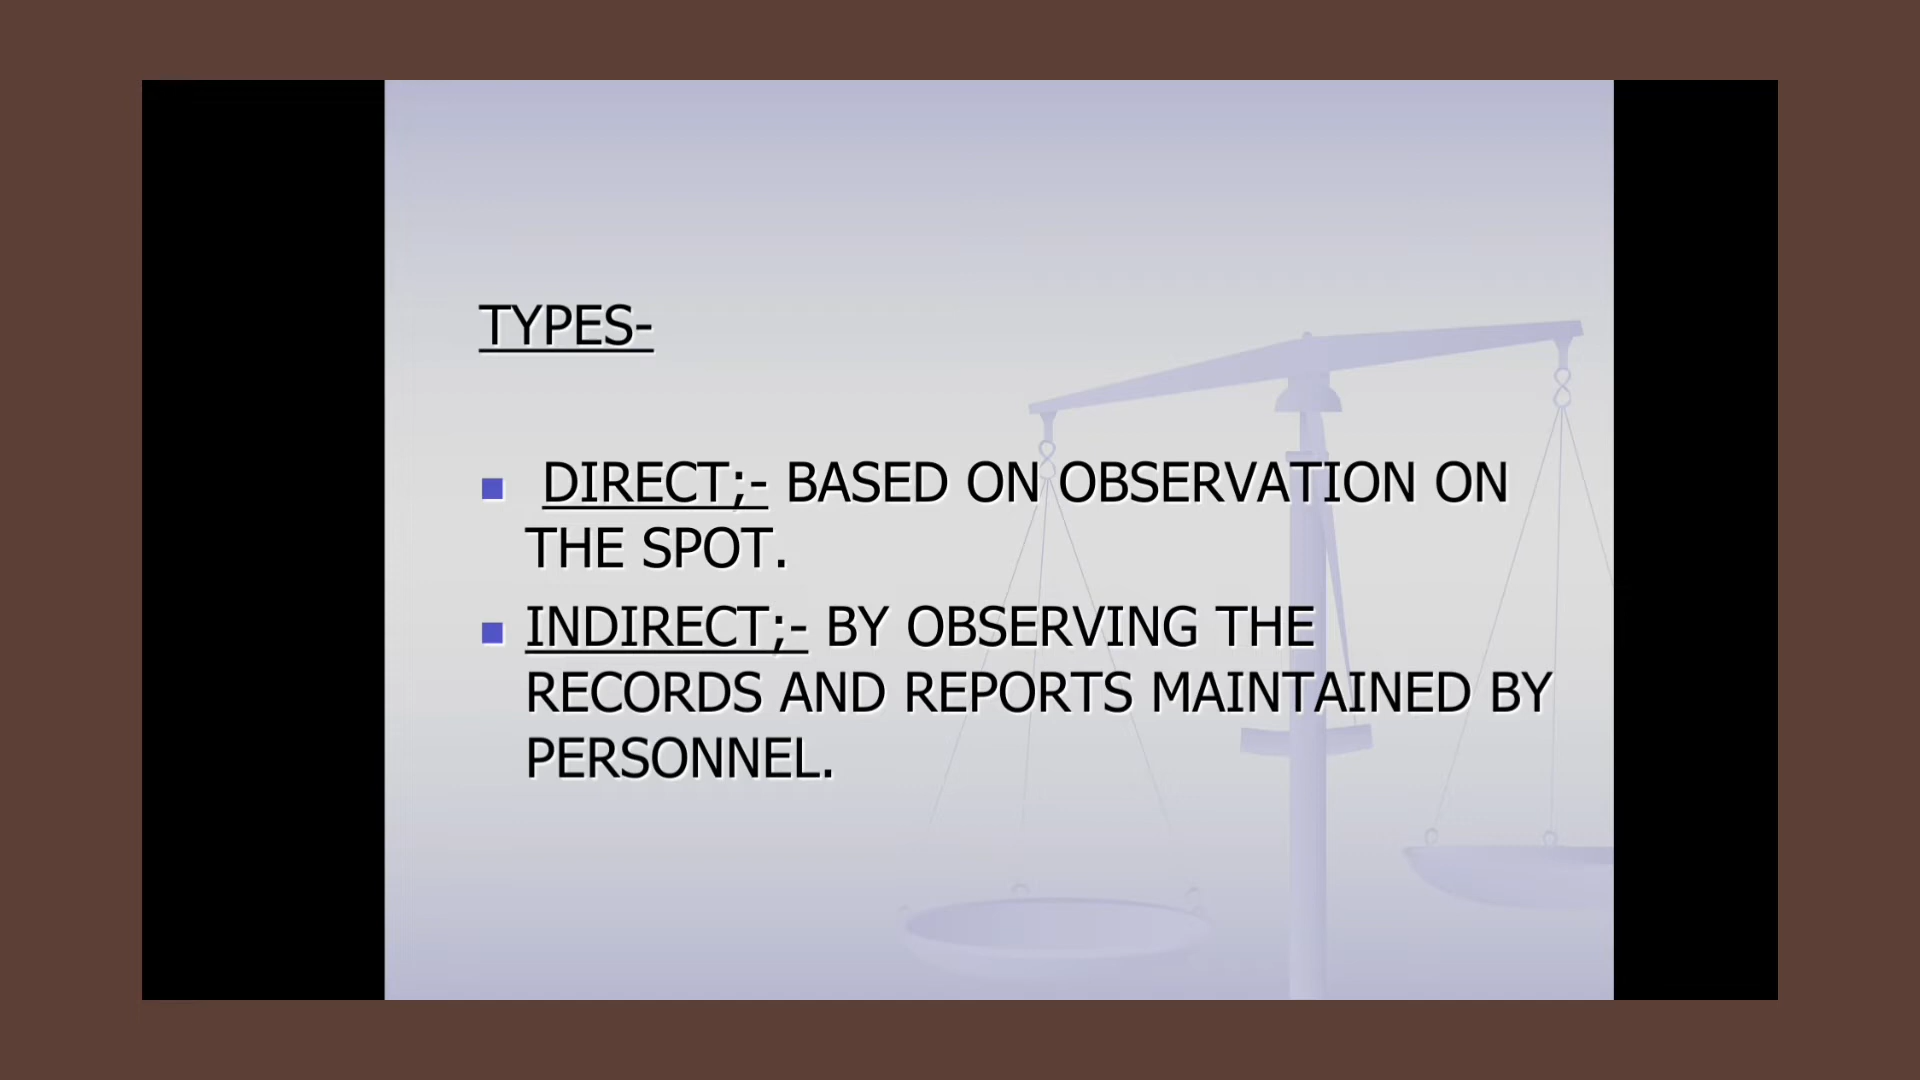 TYPES-
DIRECT;- BASED ON OBSERVATION ON
THE SPOT.
INDIRECT;- BY OBSERVING THE
RECORDS AND REPORTS MAINTAINED BY
PERSONNEL.